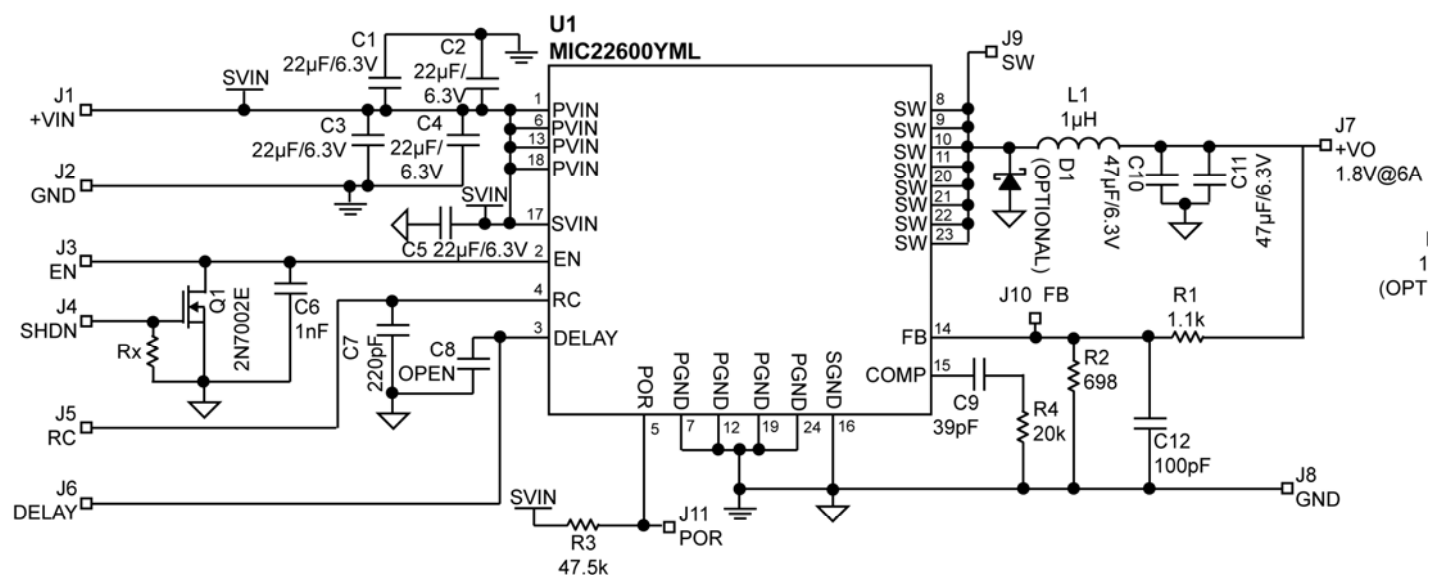 U1
MIC22600YML
C1
22µF/6.3V
C2
22µF/
6.3V
SVIN
J1
+VIN
C3
22µF/6.3V
C4
22µF/
6.3V
J2
GND
SVIN
C5 22µF/6.3V
J3
EN
J4
SHDN
Rx
Q1
2N7002E
C6
1nF
C7
220pF
C8
OPEN
J5
RC
J6
DELAY
1 PVIN
6 PVIN
13 PVIN
18 PVIN
17 SVIN
2 EN
4 RC
3 DELAY
POR 5
PGND 7
PGND 12
PGND 19
PGND 24
SGND 16
SW 8
SW 9
SW 10
SW 11
SW 20
SW 21
SW 22
SW 23
FB 14
COMP 15
J9
SW
L1
1µH
D1
(OPTIONAL)
C10
47µF/6.3V
C11
47µF/6.3V
J7
+VO
1.8V@6A
1
(OPT
J10 FB
R1
1.1k
R2
698
C9
39pF
R4
20k
C12
100pF
J8
GND
SVIN
R3
47.5k
J11
POR